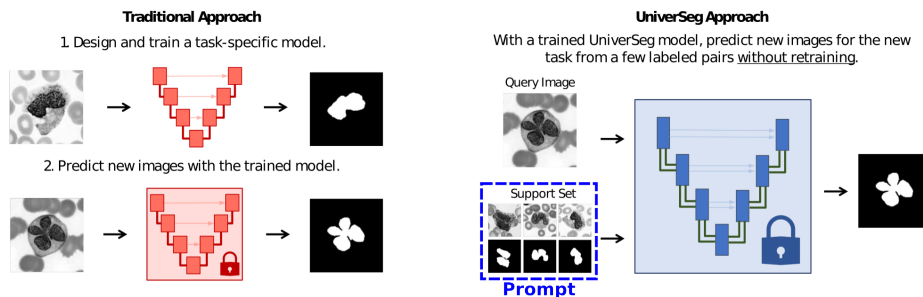 Traditional Approach
1. Design and train a task-specific model.
2. Predict new images with the trained model.
UniverSeg Approach
With a trained UniverSeg model, predict new images for the new
task from a few labeled pairs without retraining.
Query Image
Support Set
Prompt